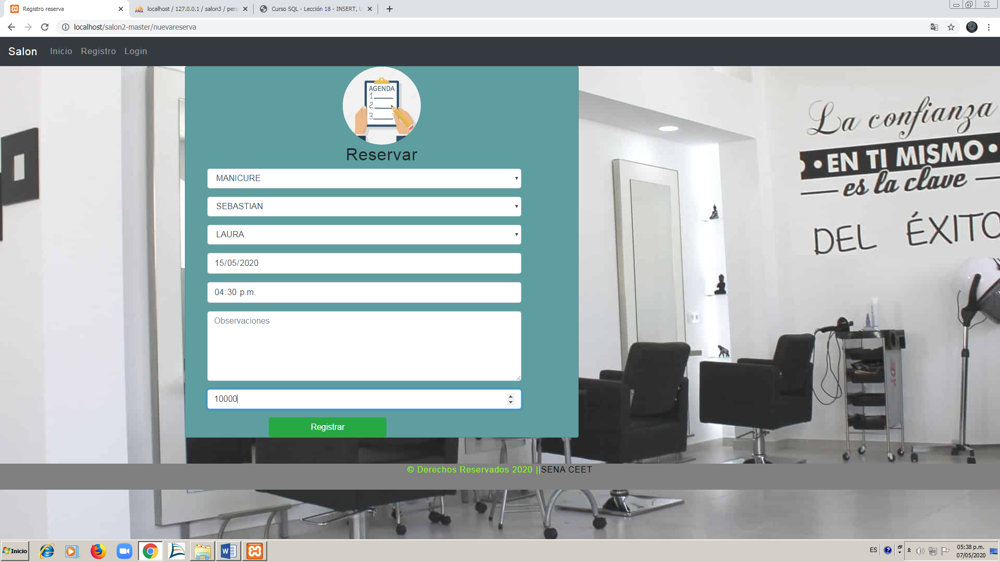 Registro reserva
localhost / 127.0.0.1 / salon3 / pers
Curso SQL - Lección 18 - INSERT, U
localhost/salon2-master/nuevareserva
Salon Inicio Registro Login
AGENDA
1
2
3
Reservar
MANICURE
SEBASTIAN
LAURA
15/05/2020
04:30 p.m.
Observaciones
10000
Registrar
La confianza
EN TI MISMO
es la clave
DEL ÉXITO
© Derechos Reservados 2020 ||SENA CEET
Inicio
ES
05:38 p.m.
07/05/2020